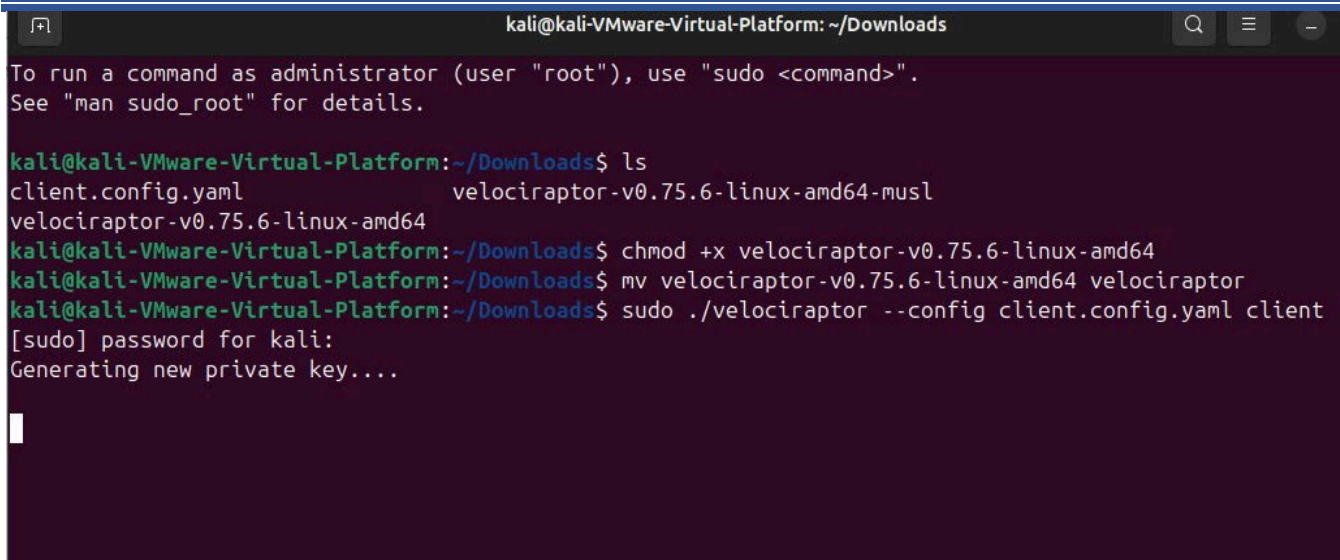 kali@kali-VMware-Virtual-Platform: ~/Downloads
To run a command as administrator (user "root"), use "sudo <command>".
See "man sudo_root" for details.
kali@kali-VMware-Virtual-Platform:~/Downloads$ ls
client.config.yaml velociraptor-v0.75.6-linux-amd64-musl
velociraptor-v0.75.6-linux-amd64
kali@kali-VMware-Virtual-Platform:~/Downloads$ chmod +x velociraptor-v0.75.6-linux-amd64
kali@kali-VMware-Virtual-Platform:~/Downloads$ mv velociraptor-v0.75.6-linux-amd64 velociraptor
kali@kali-VMware-Virtual-Platform:~/Downloads$ sudo ./velociraptor --config client.config.yaml client
[sudo] password for kali:
Generating new private key....